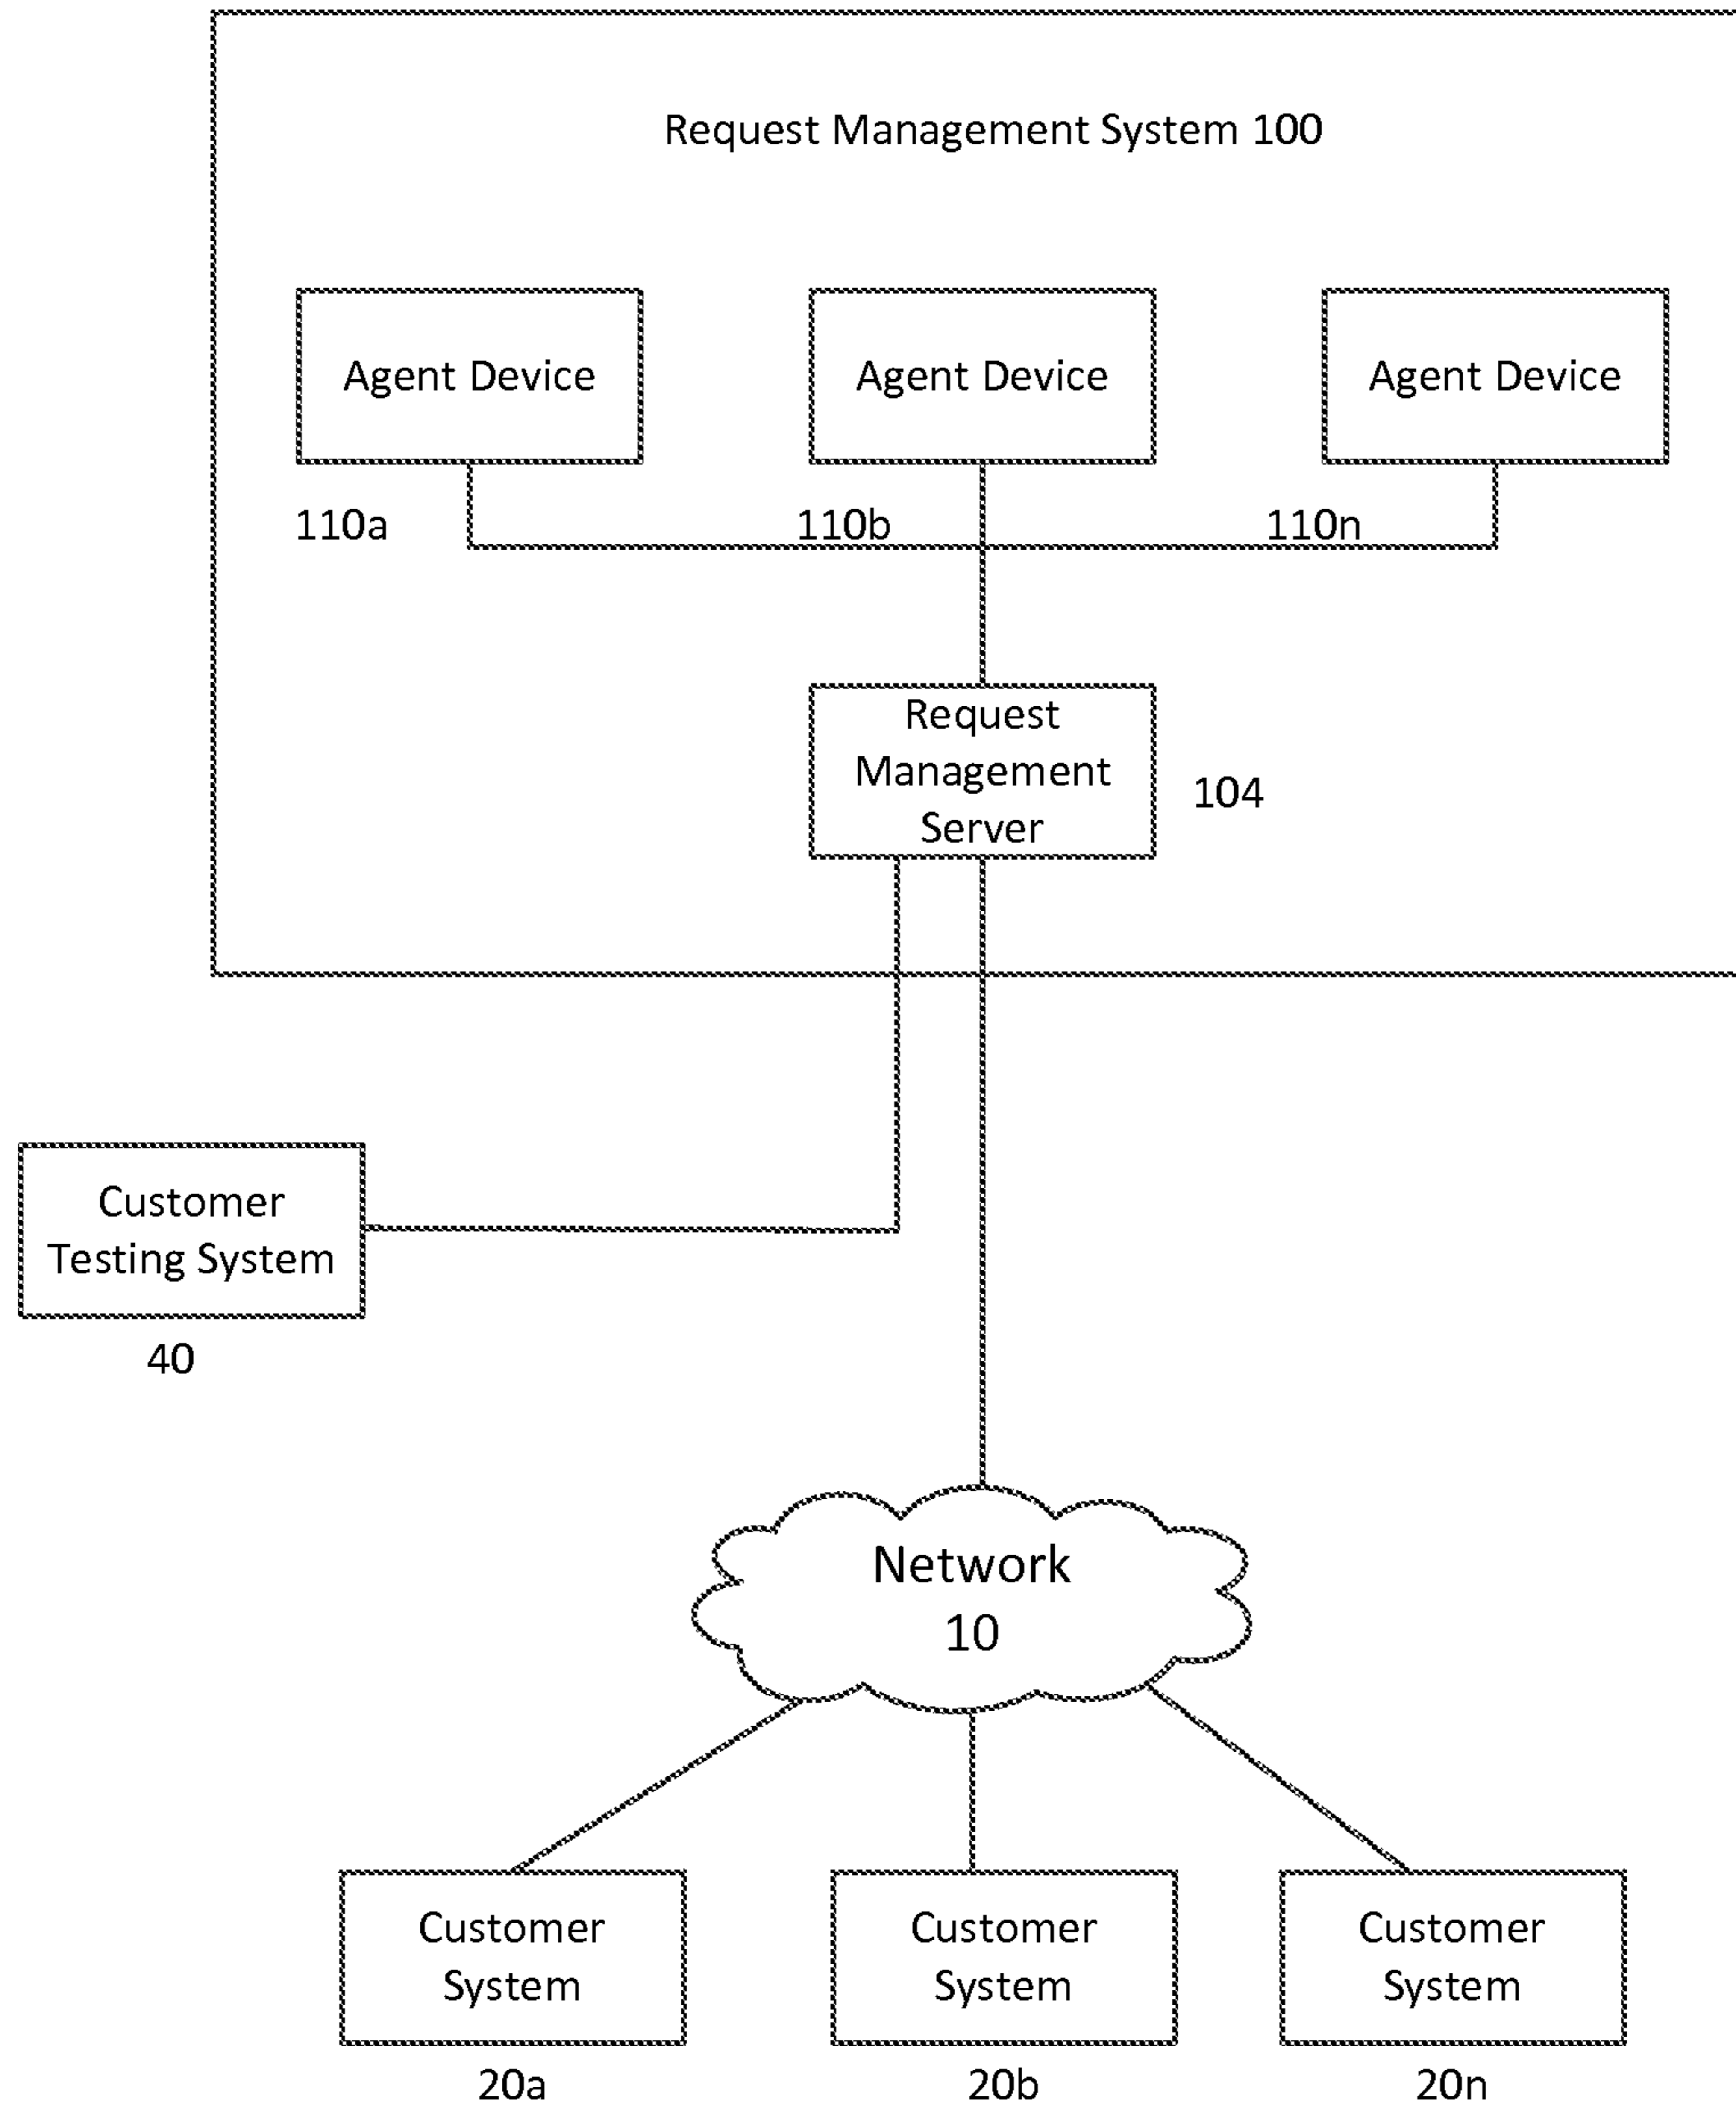 Request Management System 100
Agent Device
Agent Device
Agent Device
110a
110b
110n
Request
Management
Server
104
Customer
Testing System
40
Network
10
Customer
System
Customer
System
Customer
System
20a
20b
20n